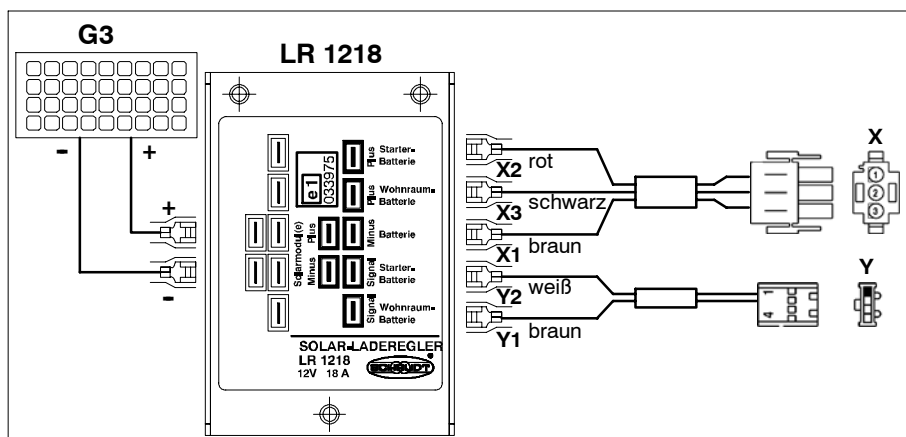 G3
LR 1218
-
+
+
-
e1
033975
Plus
Starter-
Batterie
Plus
Wohnraum-
Batterie
Solarmodul(e)
Plus
Minus
Minus
Batterie
Signal
Starter-
Batterie
Signal
Wohnraum-
Batterie
SOLAR-LADEREGLER
LR 1218
12V 18 A
SCHAUDT
®
X2 rot
X3 schwarz
X1 braun
Y2 weiß
Y1 braun
X
1
2
3
1
4
Y